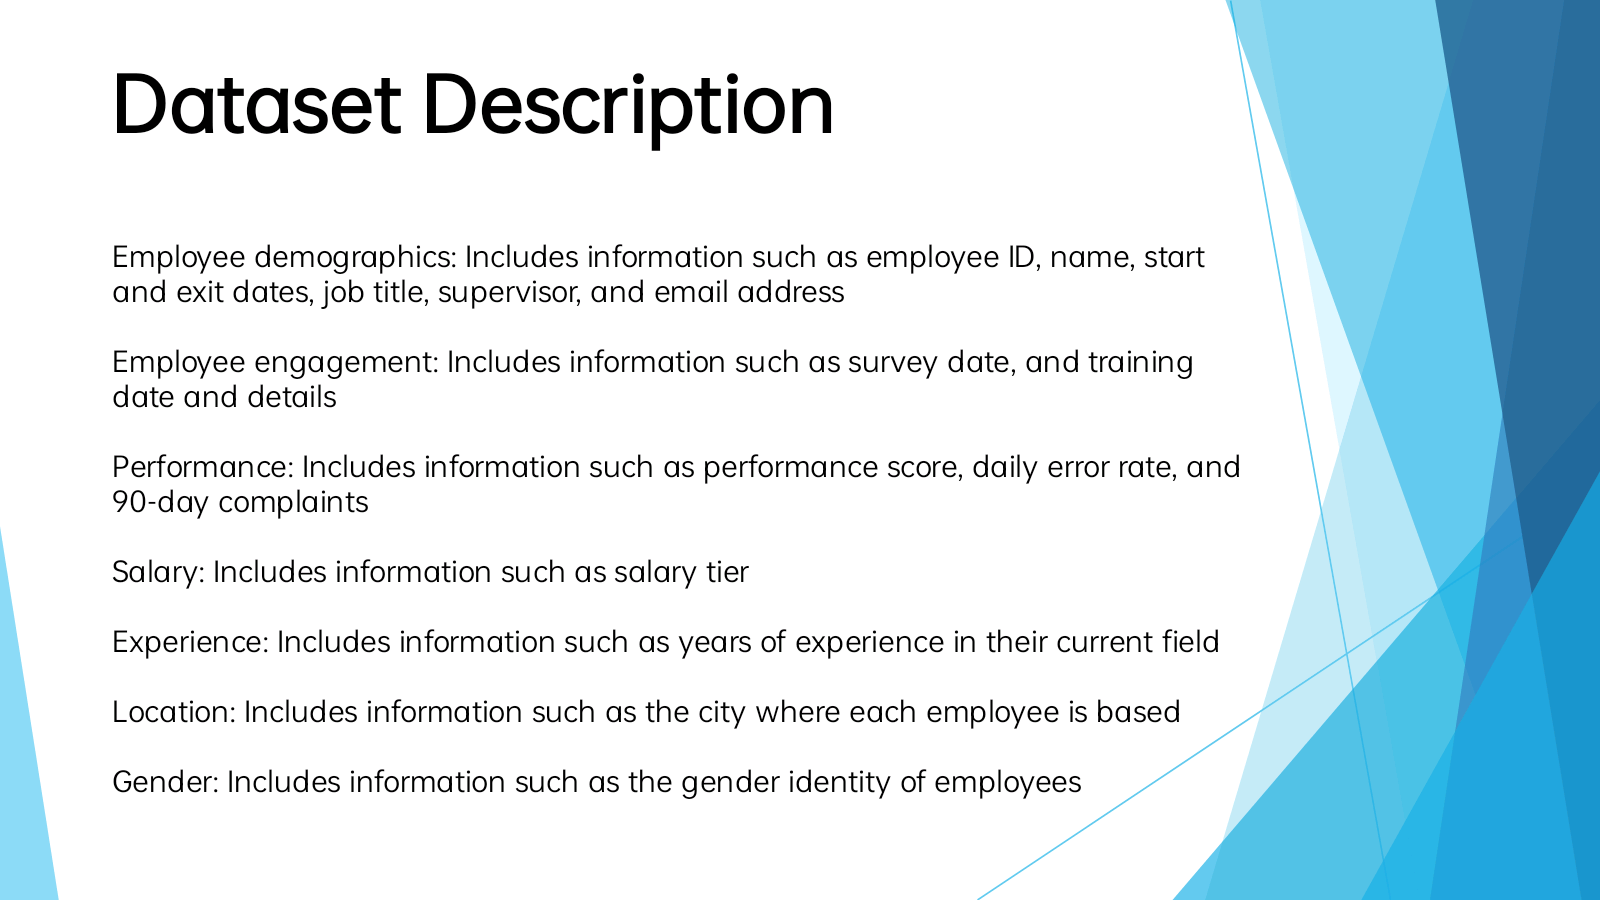 Dataset Description
Employee demographics: Includes information such as employee ID, name, start
and exit dates, job title, supervisor, and email address
Employee engagement: Includes information such as survey date, and training
date and details
Performance: Includes information such as performance score, daily error rate, and
90-day complaints
Salary: Includes information such as salary tier
Experience: Includes information such as years of experience in their current field
Location: Includes information such as the city where each employee is based
Gender: Includes information such as the gender identity of employees